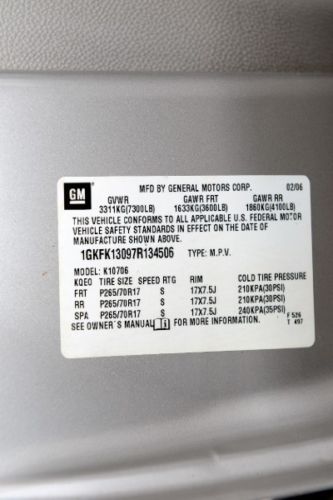 GM
MFD BY GENERAL MOTORS CORP. 02/06
GVWR GAWR FRT GAWR RR
3311KG(7300LB) 1633KG(3600LB) 1860KG(4100LB)
THIS VEHICLE CONFORMS TO ALL APPLICABLE U.S. FEDERAL MOTOR
VEHICLE SAFETY STANDARDS IN EFFECT ON THE DATE OF
MANUFACTURE SHOWN ABOVE.
1GKFK13097R134506 TYPE: M.P.V.
MODEL: K10706
KQEO TIRE SIZE SPEED RTG RIM COLD TIRE PRESSURE
FRT P265/70R17 S 17X7.5J 210KPA(30PSI)
RR P265/70R17 S 17X7.5J 210KPA(30PSI)
SPA P265/70R17 S 17X7.5J 240KPA(35PSI)
SEE OWNER'S MANUAL FOR MORE INFORMATION.
F 526
T 497